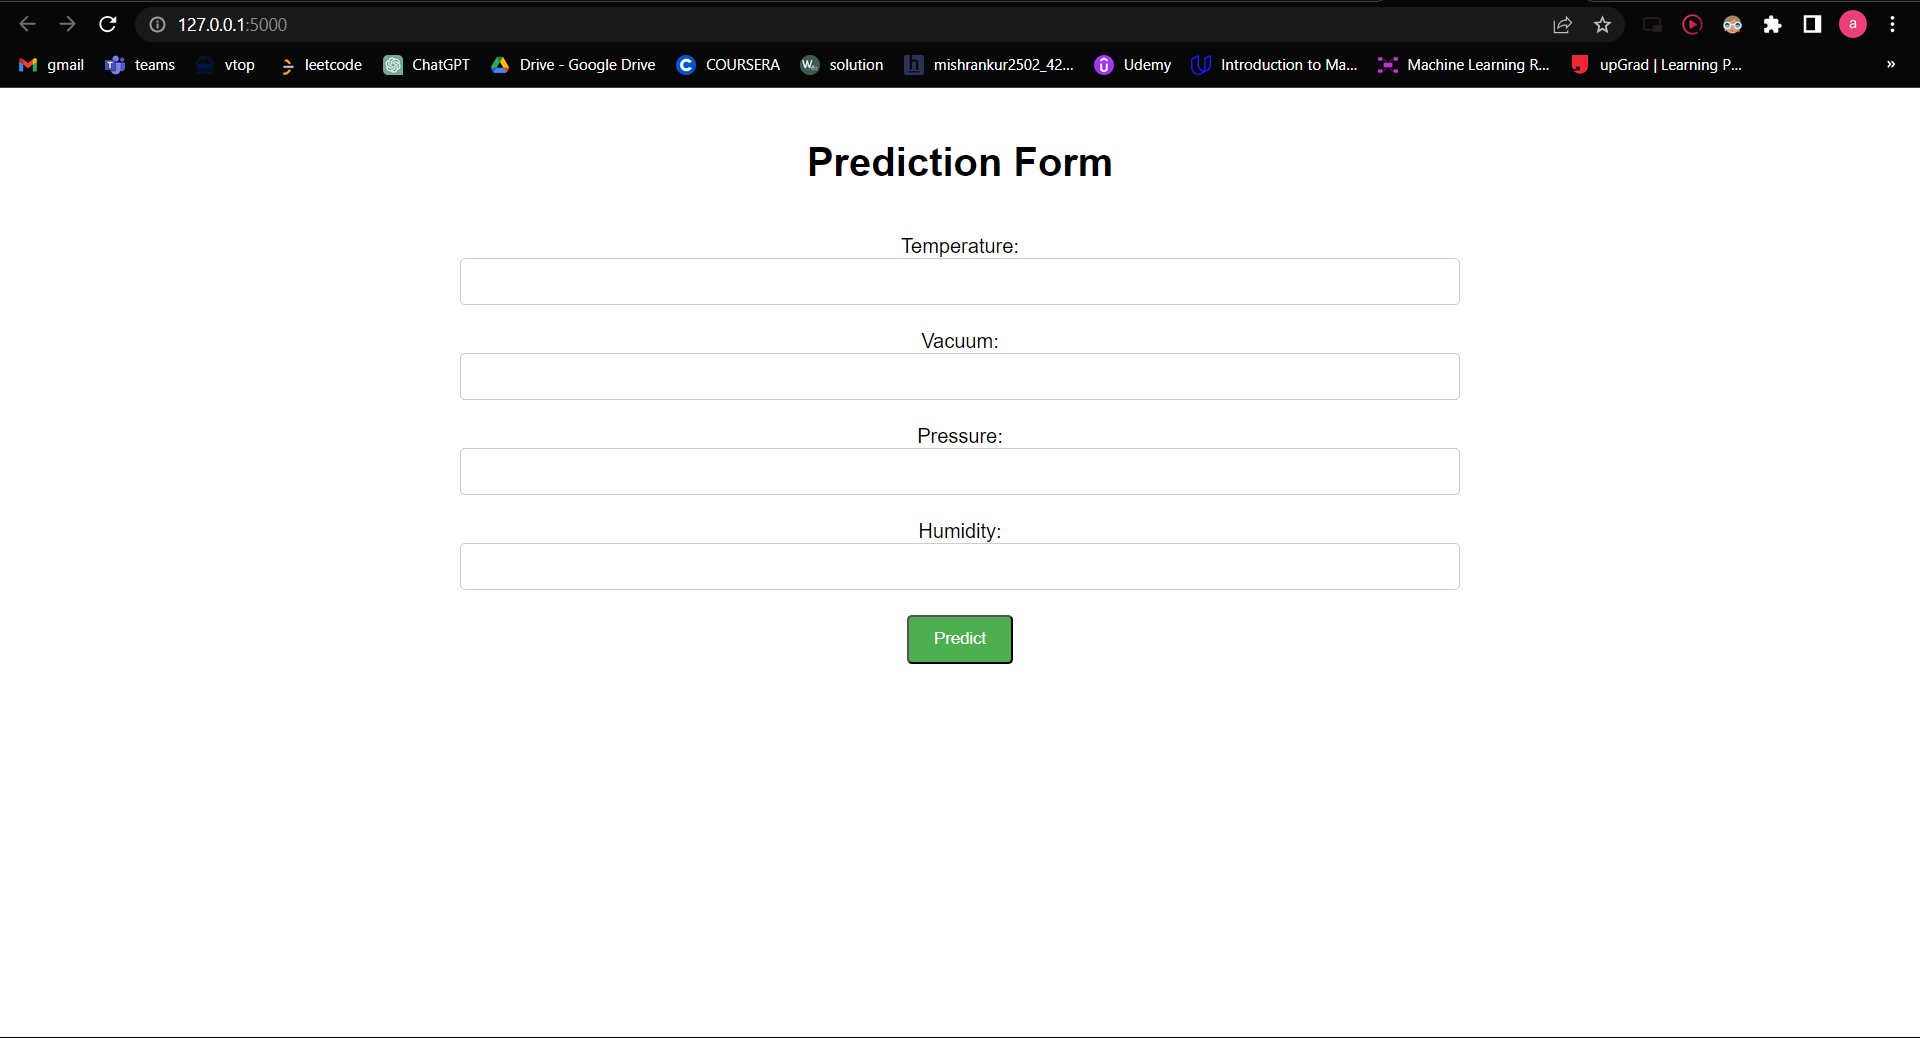 127.0.0.1:5000
a
gmail teams vtop leetcode ChatGPT Drive - Google Drive COURSERA solution mishrankur2502_42... Udemy Introduction to Ma... Machine Learning R... upGrad | Learning P... »
Prediction Form
Temperature:
Vacuum:
Pressure:
Humidity:
Predict